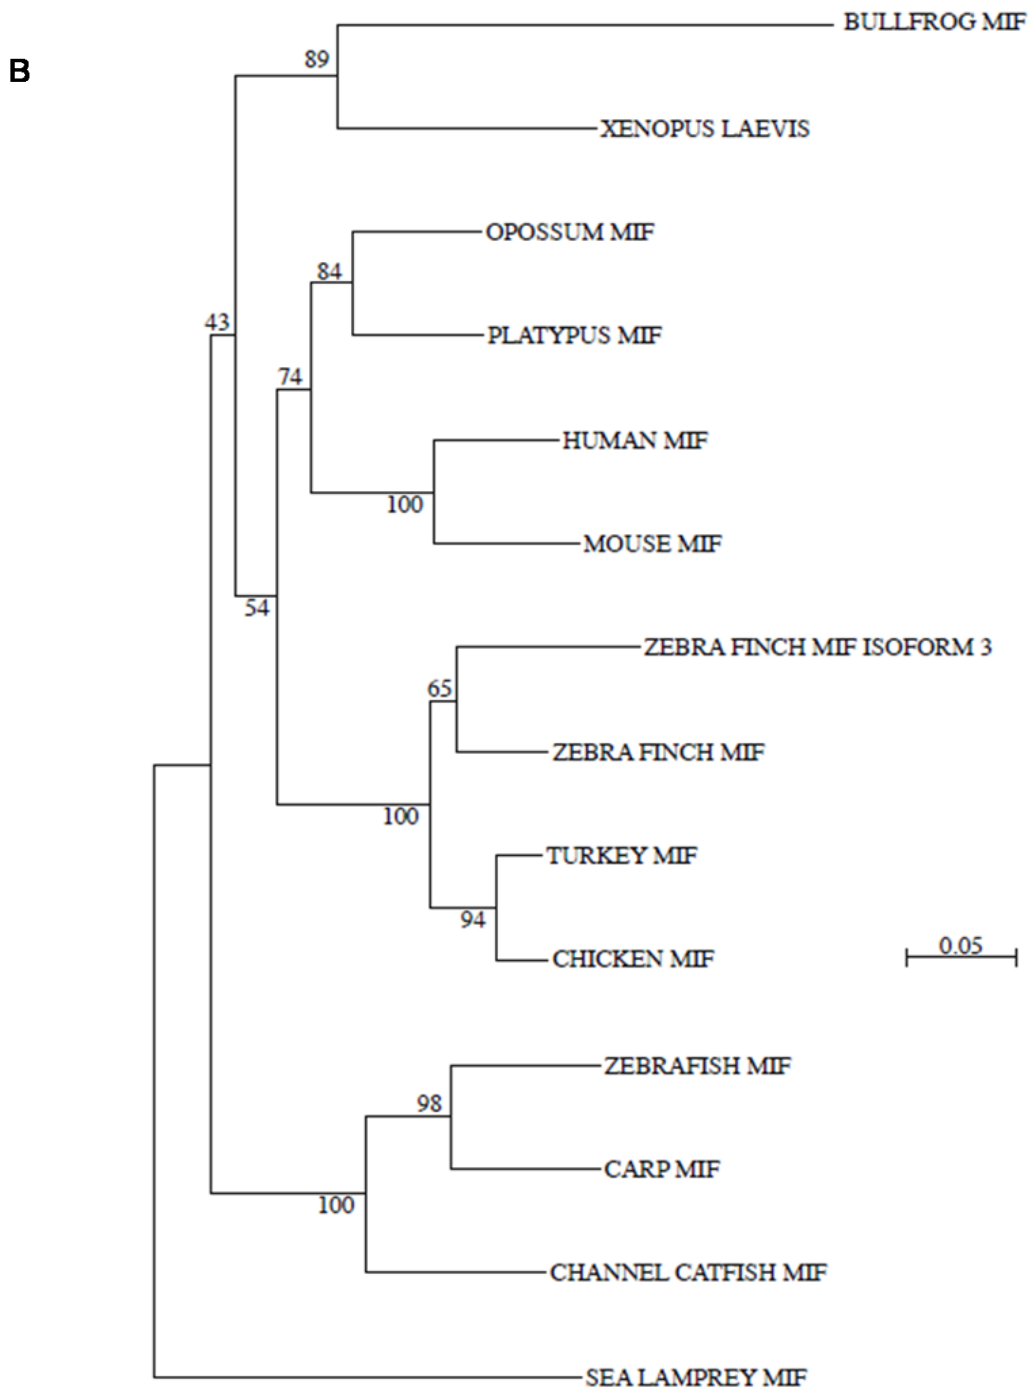 BULLFROG MIF
B
89
XENOPUS LAEVIS
OPOSSUM MIF
84
43
PLATYPUS MIF
74
HUMAN MIF
100
MOUSE MIF
54
ZEBRA FINCH MIF ISOFORM 3
65
ZEBRA FINCH MIF
100
TURKEY MIF
94
0.05
CHICKEN MIF
ZEBRAFISH MIF
98
CARP MIF
100
CHANNEL CATFISH MIF
SEA LAMPREY MIF